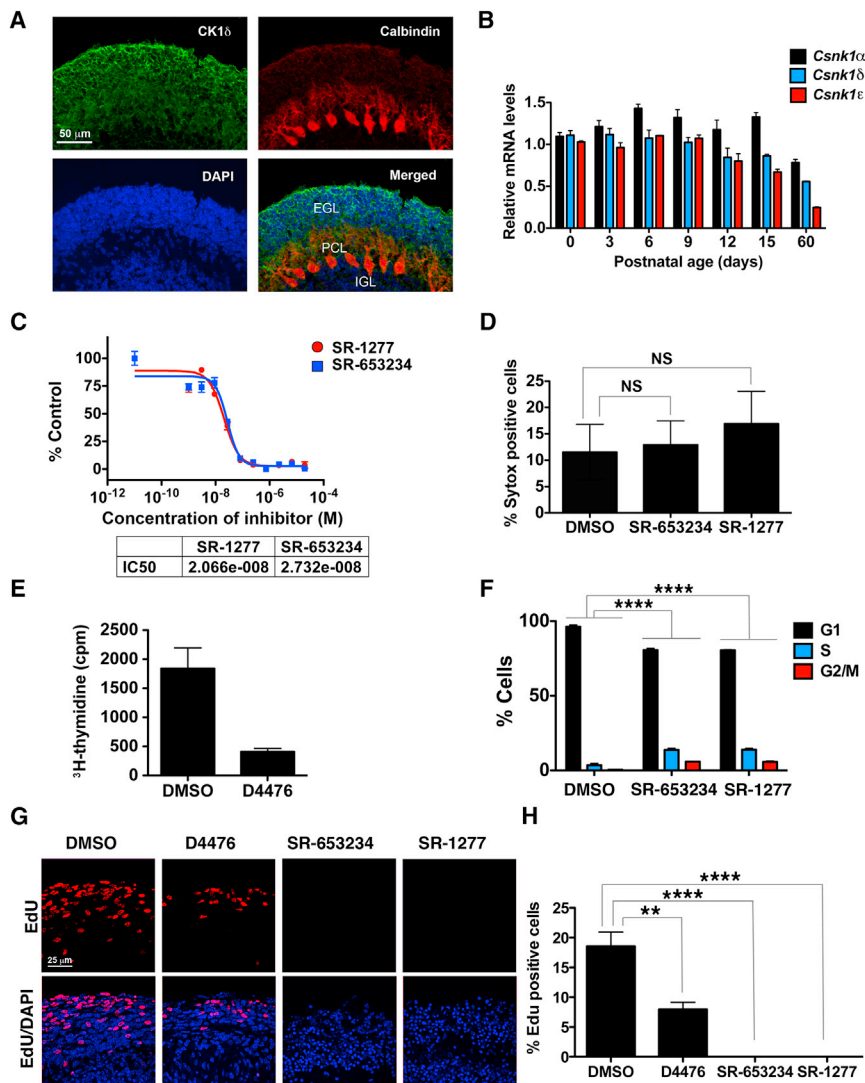 A
CK1δ
Calbindin
50 μm
DAPI
Merged
EGL
PCL
IGL
B
Csnk1α
Csnk1δ
Csnk1ε
Relative mRNA levels
1.5
1.0
0.5
0.0
0 3 6 9 12 15 60
Postnatal age (days)
C
SR-1277
SR-653234
% Control
100
75
50
25
0
10⁻¹² 10⁻¹⁰ 10⁻⁸ 10⁻⁶ 10⁻⁴
Concentration of inhibitor (M)
SR-1277 SR-653234
IC50 2.066e-008 2.732e-008
D
NS
NS
% Sytox positive cells
25
20
15
10
5
0
DMSO SR-653234 SR-1277
E
³H-thymidine (cpm)
2500
2000
1500
1000
500
0
DMSO D4476
F
****
****
G1
S
G2/M
% Cells
100
50
0
DMSO SR-653234 SR-1277
G
DMSO D4476 SR-653234 SR-1277
EdU
25 μm
EdU/DAPI
H
****
****
**
% Edu positive cells
25
20
15
10
5
0
DMSO D4476 SR-653234 SR-1277